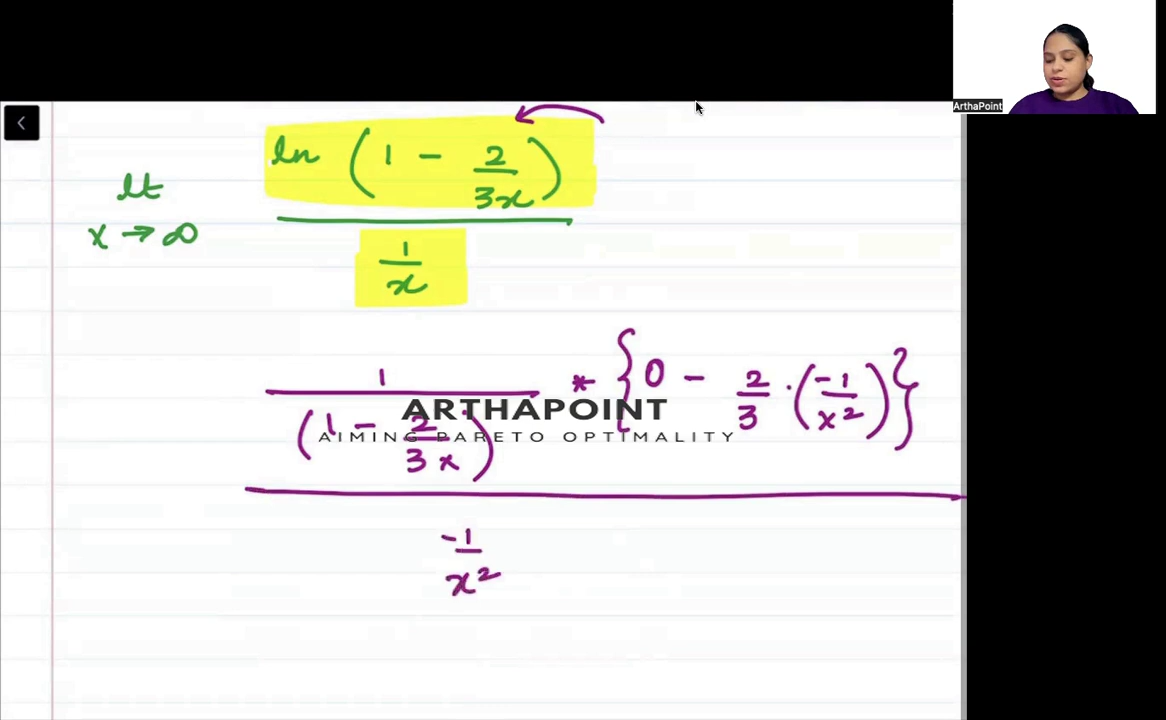 ArthaPoint
lt x → ∞ ln (1 - 2/3x) / 1/x
1 / (1 - 2/3x) * {0 - 2/3 · (-1/x²)}
ARTHAPOINT
AIMING PARETO OPTIMALITY
-1/x²